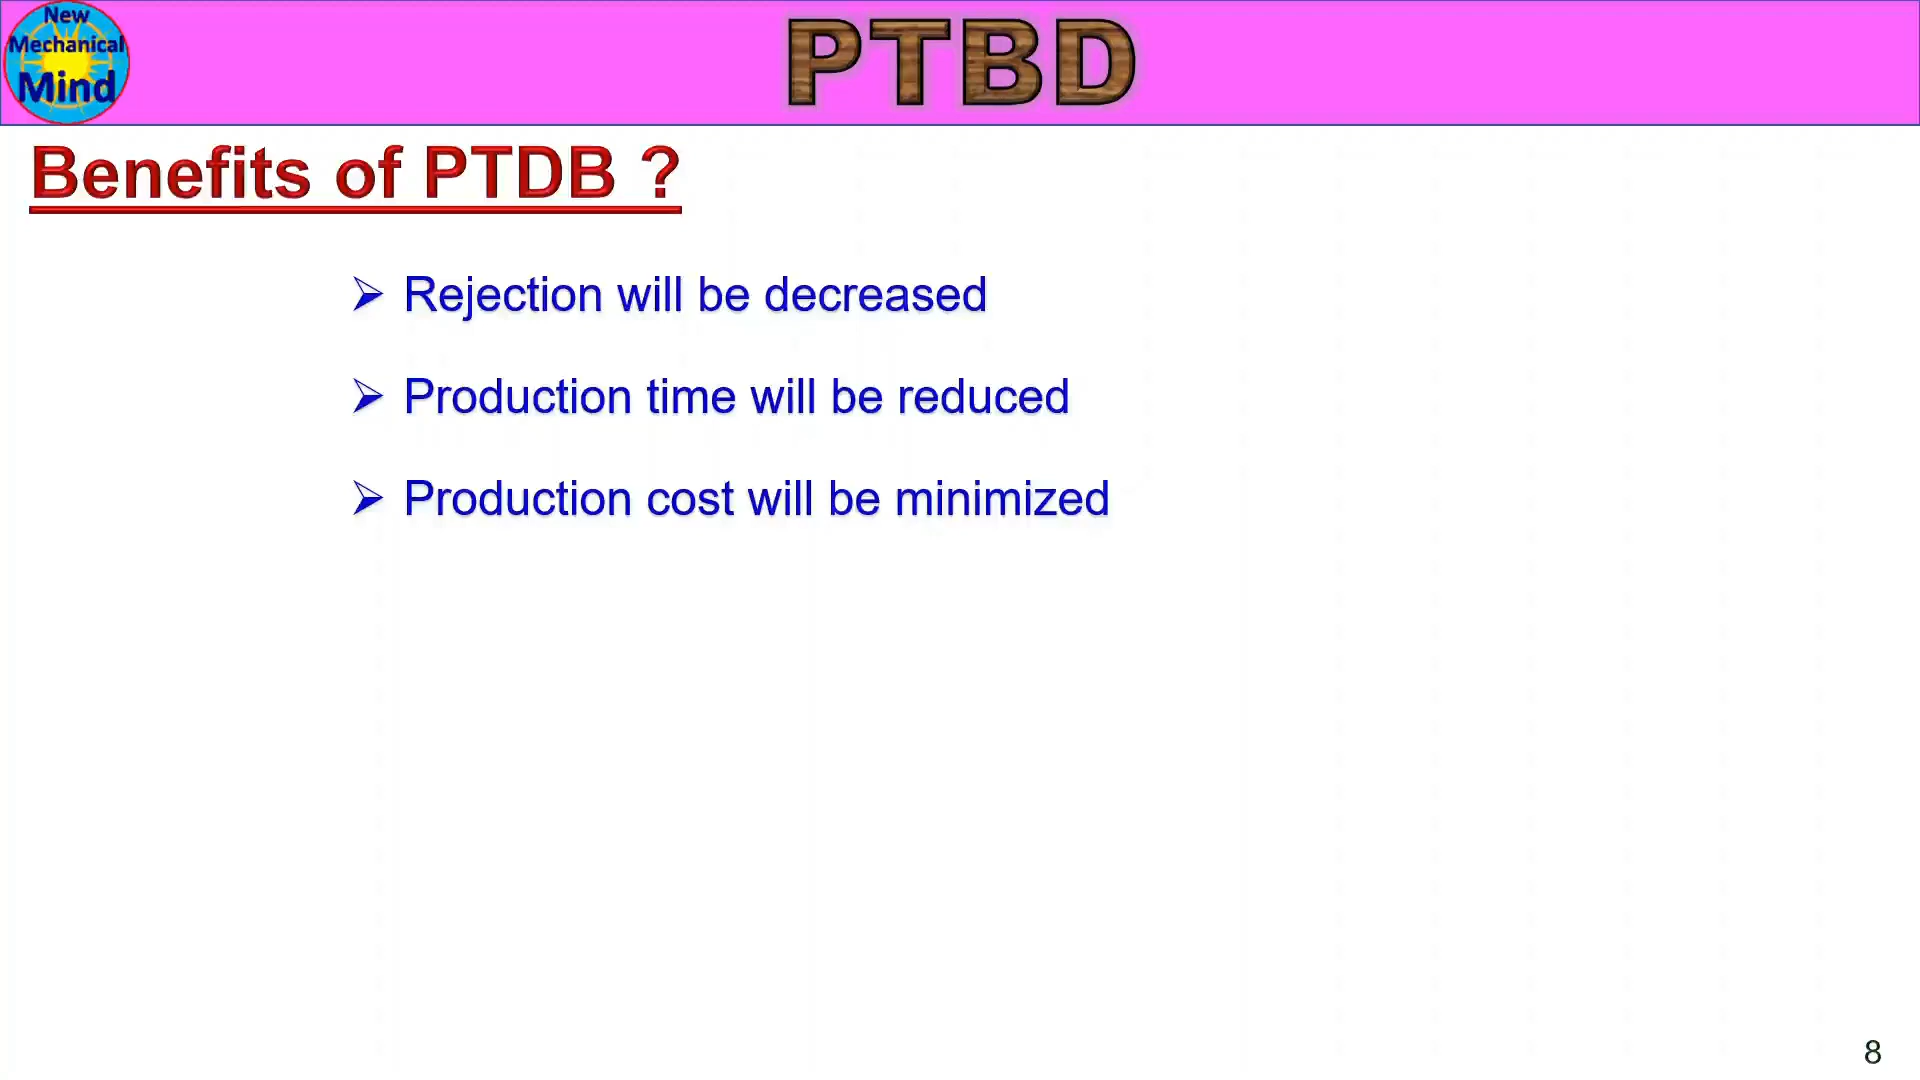 New
Mechanical
Mind
PTBD
Benefits of PTDB ?
➢ Rejection will be decreased
➢ Production time will be reduced
➢ Production cost will be minimized
8